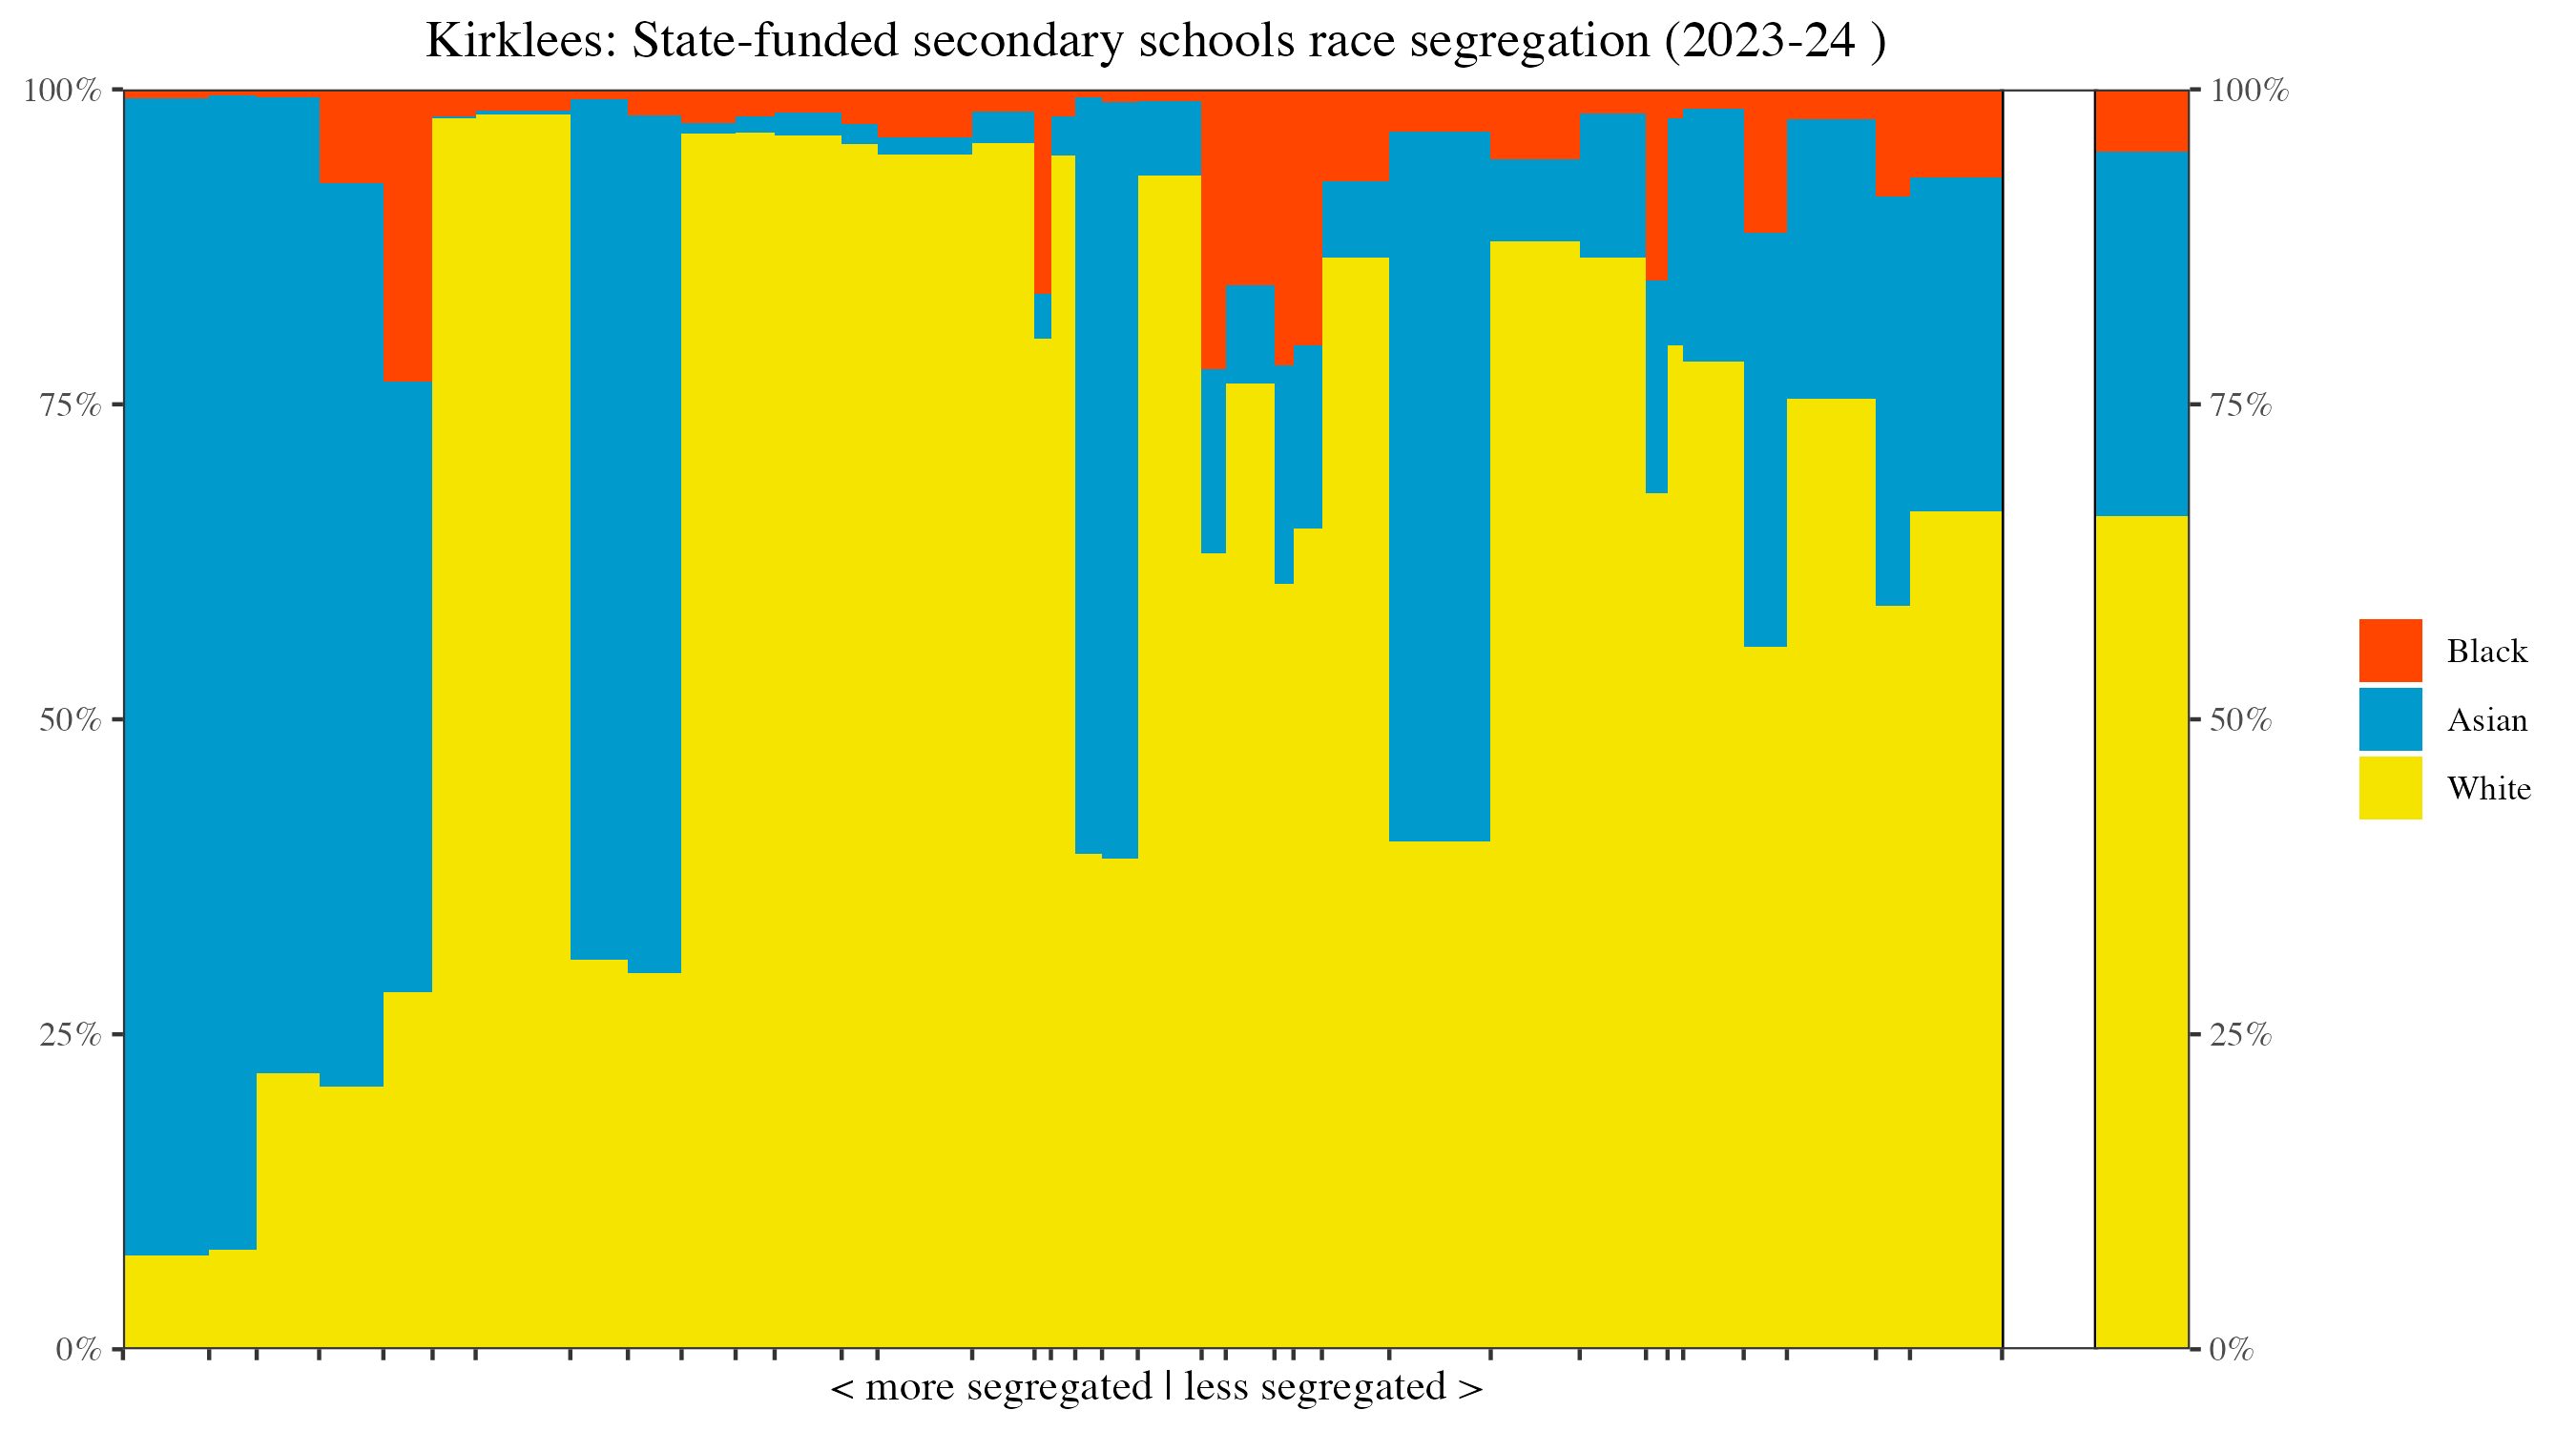 Kirklees: State-funded secondary schools race segregation (2023-24 )
100%
75%
50%
25%
0%
100%
75%
50%
25%
0%
Black
Asian
White
< more segregated | less segregated >